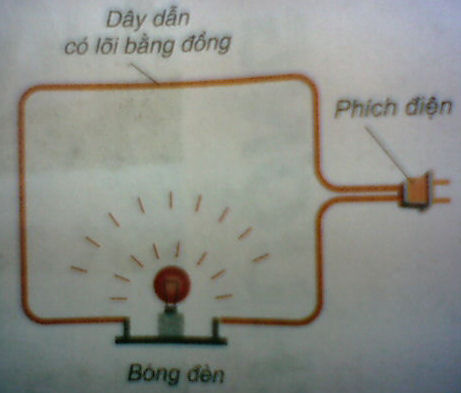 Dây dẫn
có lõi bằng đồng
Phích điện
Bóng đèn